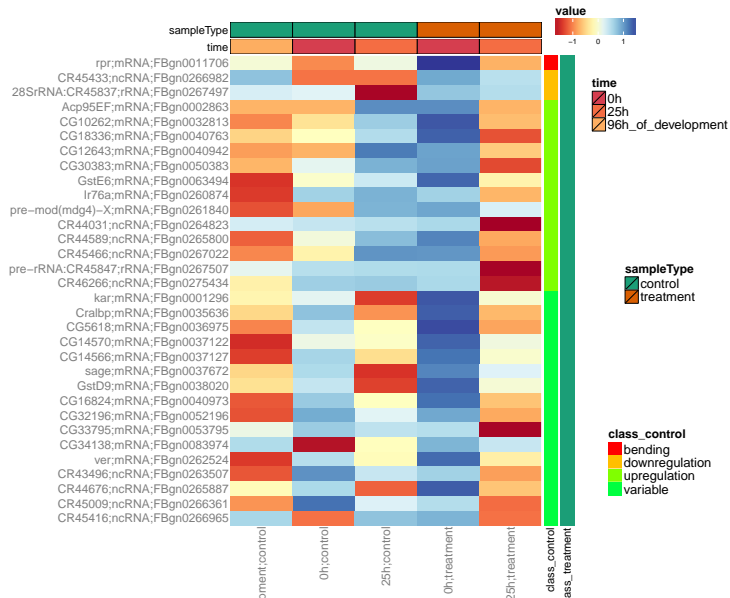 sampleType
time
value
-1 0 1
rpr;mRNA;FBgn0011706
CR45433;ncRNA;FBgn0266982
28SrRNA:CR45837;rRNA;FBgn0267497
Acp95EF;mRNA;FBgn0002863
CG10262;mRNA;FBgn0032813
CG18336;mRNA;FBgn0040763
CG12643;mRNA;FBgn0040942
CG30383;mRNA;FBgn0050383
GstE6;mRNA;FBgn0063494
Ir76a;mRNA;FBgn0260874
pre-mod(mdg4)-X;mRNA;FBgn0261840
CR44031;ncRNA;FBgn0264823
CR44589;ncRNA;FBgn0265800
CR45466;ncRNA;FBgn0267022
pre-rRNA:CR45847;rRNA;FBgn0267507
CR46266;ncRNA;FBgn0275434
kar;mRNA;FBgn0001296
Cralbp;mRNA;FBgn0035636
CG5618;mRNA;FBgn0036975
CG14570;mRNA;FBgn0037122
CG14566;mRNA;FBgn0037127
sage;mRNA;FBgn0037672
GstD9;mRNA;FBgn0038020
CG16824;mRNA;FBgn0040973
CG32196;mRNA;FBgn0052196
CG33795;mRNA;FBgn0053795
CG34138;mRNA;FBgn0083974
ver;mRNA;FBgn0262524
CR43496;ncRNA;FBgn0263507
CR44676;ncRNA;FBgn0265887
CR45009;ncRNA;FBgn0266361
CR45416;ncRNA;FBgn0266965
time
0h
25h
96h_of_development
sampleType
control
treatment
class_control
bending
downregulation
upregulation
variable
oment;control
0h;control
25h;control
0h;treatment
25h;treatment
class_control
ass_treatment